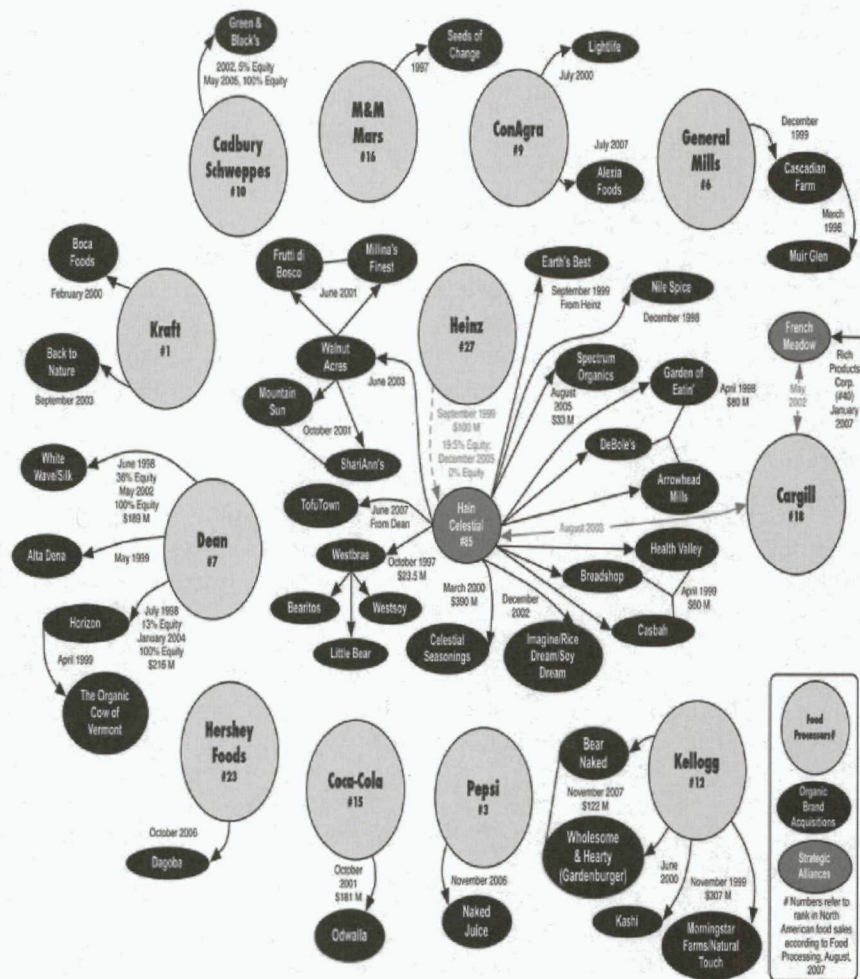 Green &
Black's
2002, 5% Equity
May 2005, 100% Equity
Cadbury
Schweppes
#10
Seeds of
Change
1997
M&M
Mars
#16
Lightlife
July 2000
ConAgra
#9
July 2007
Alexia
Foods
General
Mills
#6
December
1999
Cascadian
Farm
March
1998
Muir Glen
Boca
Foods
February 2000
Kraft
#1
Back to
Nature
September 2003
Frutti di
Bosco
Millina's
Finest
June 2001
Walnut
Acres
June 2003
Mountain
Sun
October 2001
ShariAnn's
Heinz
#27
September 1999
$100 M
19.5% Equity;
December 2005
0% Equity
Earth's Best
September 1999
From Heinz
Nile Spice
December 1998
Spectrum
Organics
August
2005
$33 M
Garden of
Eatin'
April 1998
$80 M
DeBole's
Arrowhead
Mills
French
Meadow
Rich
Products
Corp.
(#40)
January
2007
May
2002
Cargill
#18
White
Wave/Silk
June 1998
36% Equity
May 2002
100% Equity
$189 M
Dean
#7
Alta Dena
May 1999
Horizon
July 1998
13% Equity
January 2004
100% Equity
$216 M
April 1999
The Organic
Cow of
Vermont
TofuTown
June 2007
From Dean
Hain
Celestial
#85
August 2003
Westbrae
October 1997
$23.5 M
Bearitos
Westsoy
Little Bear
March 2000
$390 M
Celestial
Seasonings
December
2002
Imagine/Rice
Dream/Soy
Dream
Health Valley
Breadshop
April 1999
$80 M
Casbah
Hershey
Foods
#23
October 2006
Dagoba
Coca-Cola
#15
October
2001
$181 M
Odwalla
Pepsi
#3
November 2006
Naked
Juice
Bear
Naked
November 2007
$122 M
Wholesome
& Hearty
(Gardenburger)
Kellogg
#12
June
2000
Kashi
November 1999
$307 M
Morningstar
Farms/Natural
Touch
Food
Processors#
Organic
Brand
Acquisitions
Strategic
Alliances
# Numbers refer to
rank in North
American food sales
according to Food
Processing, August,
2007